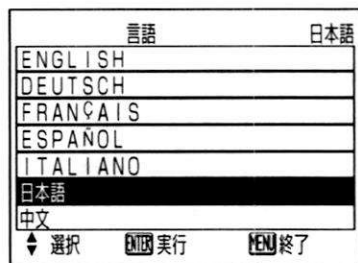 言語 日本語
ENGLISH
DEUTSCH
FRANÇAIS
ESPAÑOL
ITALIANO
日本語
中文
選択 ENTER 実行 MENU 終了